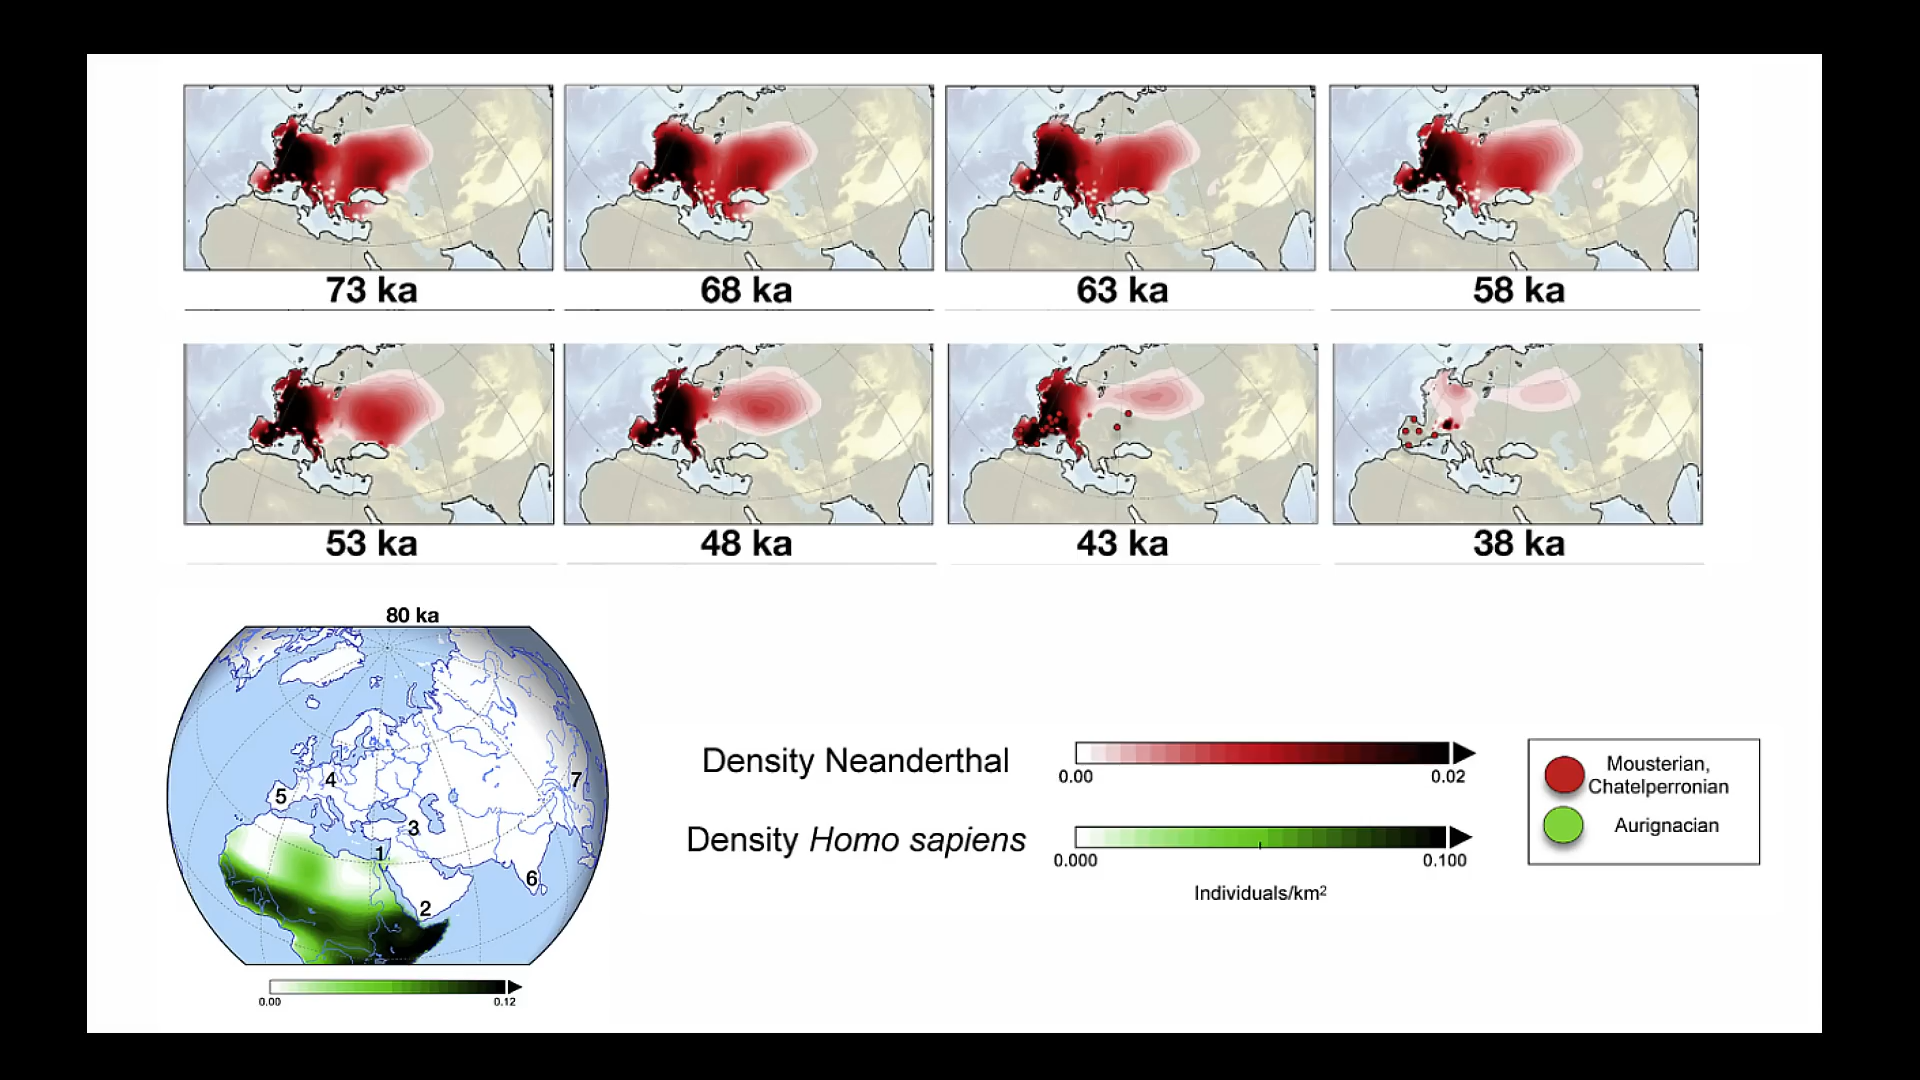 73 ka
68 ka
63 ka
58 ka
53 ka
48 ka
43 ka
38 ka
80 ka
4
7
5
3
1
6
2
0.00
0.12
Density Neanderthal
0.00
0.02
Density Homo sapiens
0.000
0.100
Individuals/km²
Mousterian,
Chatelperronian
Aurignacian